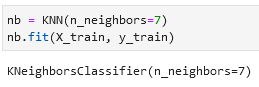 nb = KNN(n_neighbors=7)
nb.fit(X_train, y_train)
KNeighborsClassifier(n_neighbors=7)